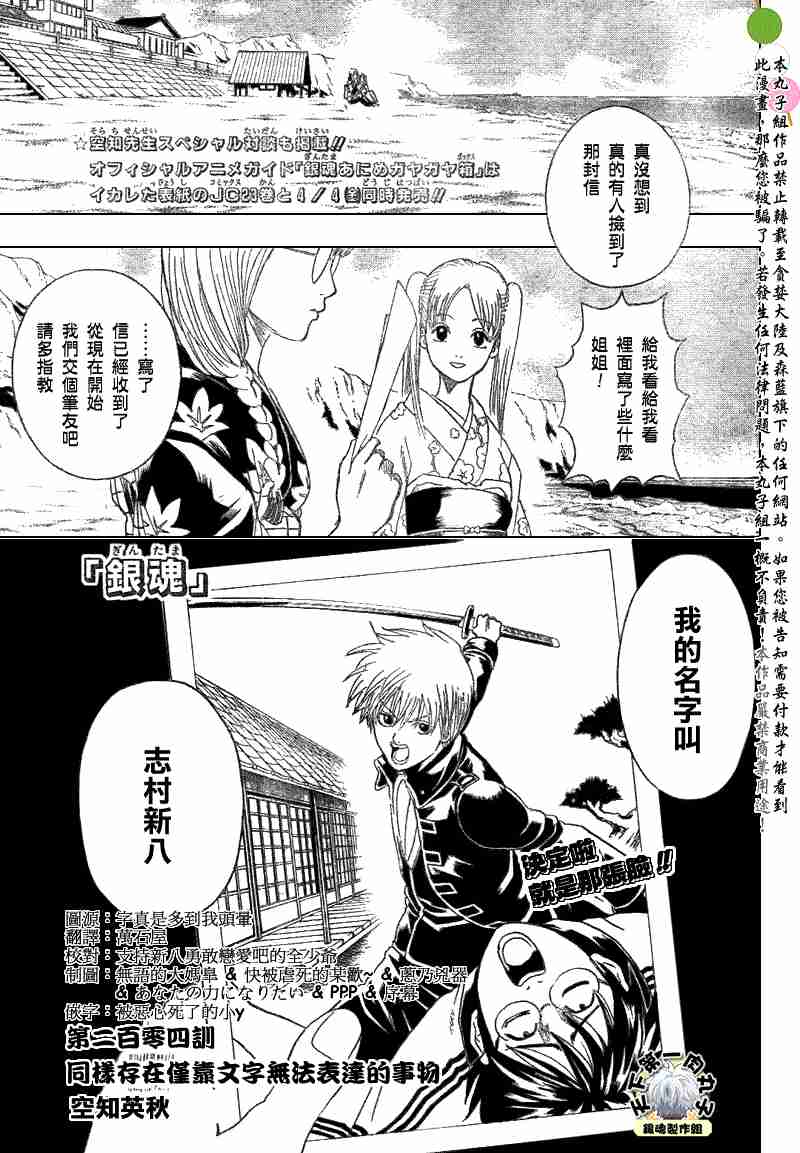 真沒想到
真的有人撿到了
那封信
☆空知先生スペシャル対談も掲載!!
オフィシャルアニメガイド「銀魂あにめガヤガヤ箱」は
イカした表紙のJC23巻と4/4金同時発売!!
給我看給我看
裡面寫了些什麼
姐姐！
……寫了
信已經收到了
從現在開始
我們交個筆友吧
請多指教
『銀魂』
ぎんたま
我的名字叫
志村新八
決定啦
就是那張臉!!
圖源：字真是多到我頭暈
翻譯：萬石屋
校對：支持新八勇敢戀愛吧的全少爺
制圖：無語的大媽阜 & 快被虐死的某歡~ & 惡乃兇器
& あなたの力になりたい & PPP & 序幕
嵌字：被惡心死了的小y
第二百零四訓
同樣存在僅靠文字無法表達的事物
空知英秋
銀魂製作組
本丸子組作品禁止轉載至貪婪大陸及森藍旗下的任何網站。如果您被告知需要付款才能看到
此漫畫，那麼您被騙了。若發生任何法律問題，本丸子組一概不負責！本作品嚴禁商業用途！